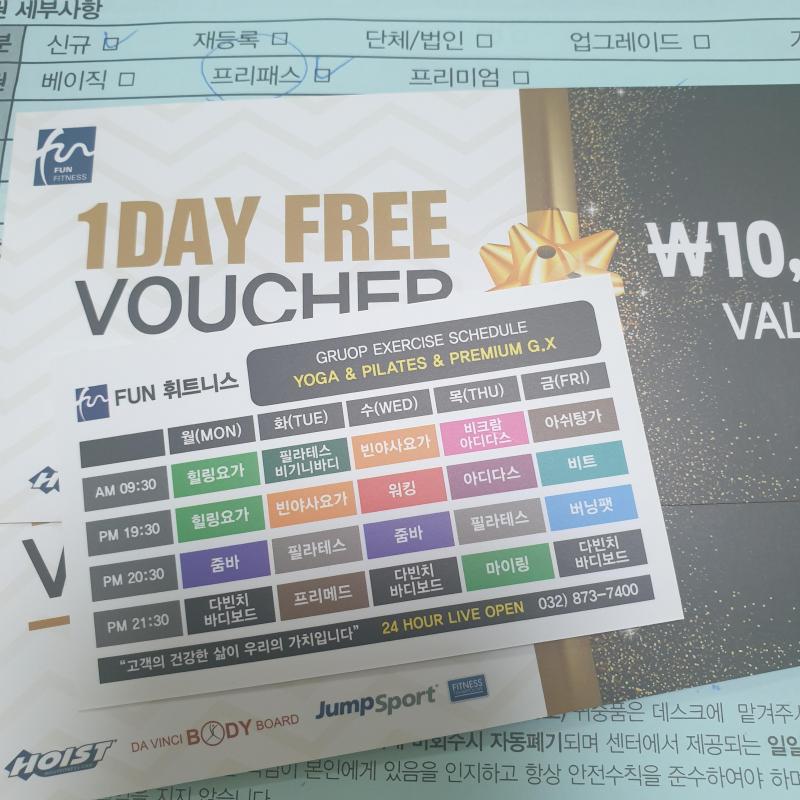 세부사항
신규 □ 재등록 □ 단체/법인 □ 업그레이드 □
베이직 □ 프리패스 □ 프리미엄 □
FUN
FITNESS
1DAY FREE
VOUCHER
₩10,
VAL
FUN 휘트니스
GRUOP EXERCISE SCHEDULE
YOGA & PILATES & PREMIUM G.X
월(MON) 화(TUE) 수(WED) 목(THU) 금(FRI)
AM 09:30 힐링요가 필라테스 비기니바디 빈야사요가 비크람 아디다스 아쉬탕가
PM 19:30 힐링요가 빈야사요가 워킹 아디다스 비트
PM 20:30 줌바 필라테스 줌바 필라테스 버닝팻
PM 21:30 다빈치 바디보드 프리메드 다빈치 바디보드 마이링 다빈치 바디보드
"고객의 건강한 삶이 우리의 가치입니다" 24 HOUR LIVE OPEN 032) 873-7400
HOIST DA VINCI BODY BOARD JumpSport FITNESS
귀중품은 데스크에 맡겨주시
미회수시 자동폐기되며 센터에서 제공되는 일일
본인에게 있음을 인지하고 항상 안전수칙을 준수하여야 하며
않습니다.